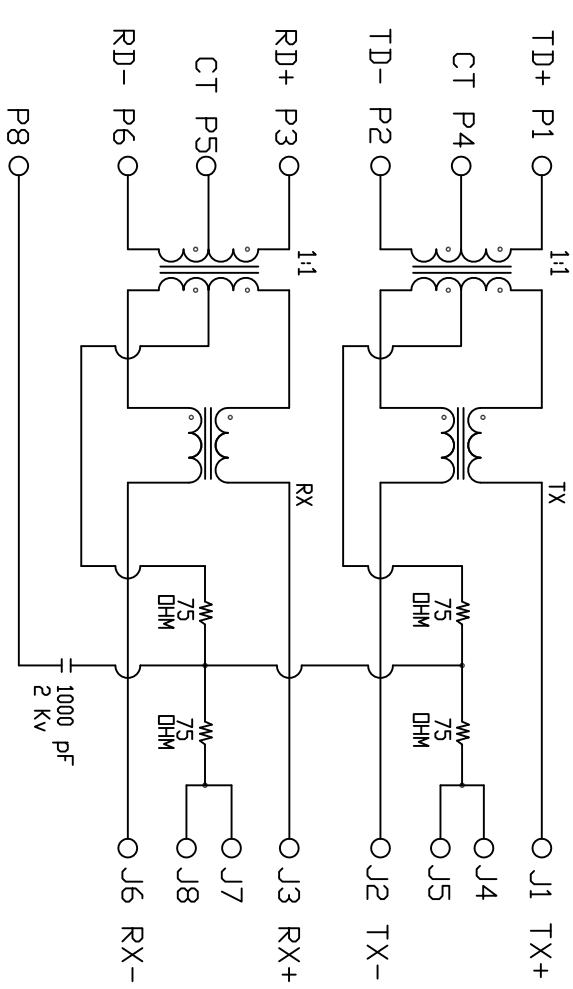 TD+ P1
CT P4
TD- P2
RD+ P3
CT P5
RD- P6
P8
1:1
1:1
TX
RX
75
OHM
75
OHM
75
OHM
75
OHM
1000 pF
2 Kv
J1 TX+
J4
J5
J2 TX-
J3 RX+
J7
J8
J6 RX-